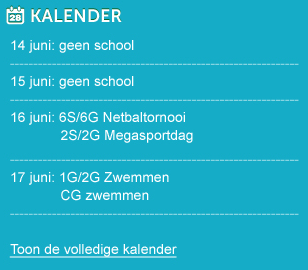 28 KALENDER
14 juni: geen school
15 juni: geen school
16 juni: 6S/6G Netbaltornooi
2S/2G Megasportdag
17 juni: 1G/2G Zwemmen
CG zwemmen
Toon de volledige kalender